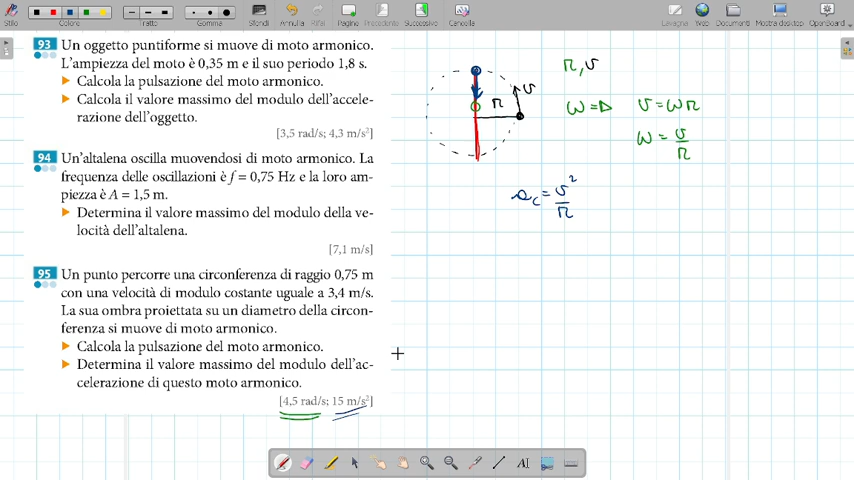 Stilo
Colore
Tratto
Gomma
Sfondi
Annulla
Rifai
Pagine
Precedente
Successivo
Cancella
Lavagna
Web
Documenti
Mostra desktop
OpenBoard
93 Un oggetto puntiforme si muove di moto armonico.
L'ampiezza del moto è 0,35 m e il suo periodo 1,8 s.
▶ Calcola la pulsazione del moto armonico.
▶ Calcola il valore massimo del modulo dell'accele-
razione dell'oggetto.
[3,5 rad/s; 4,3 m/s²]
94 Un'altalena oscilla muovendosi di moto armonico. La
frequenza delle oscillazioni è f = 0,75 Hz e la loro am-
piezza è A = 1,5 m.
▶ Determina il valore massimo del modulo della ve-
locità dell'altalena.
[7,1 m/s]
95 Un punto percorre una circonferenza di raggio 0,75 m
con una velocità di modulo costante uguale a 3,4 m/s.
La sua ombra proiettata su un diametro della circon-
ferenza si muove di moto armonico.
▶ Calcola la pulsazione del moto armonico.
▶ Determina il valore massimo del modulo dell'ac-
celerazione di questo moto armonico.
[4,5 rad/s; 15 m/s²]
r
v
r, v
ω = v = ωr
ω = v/r
a_c = v²/r
AI